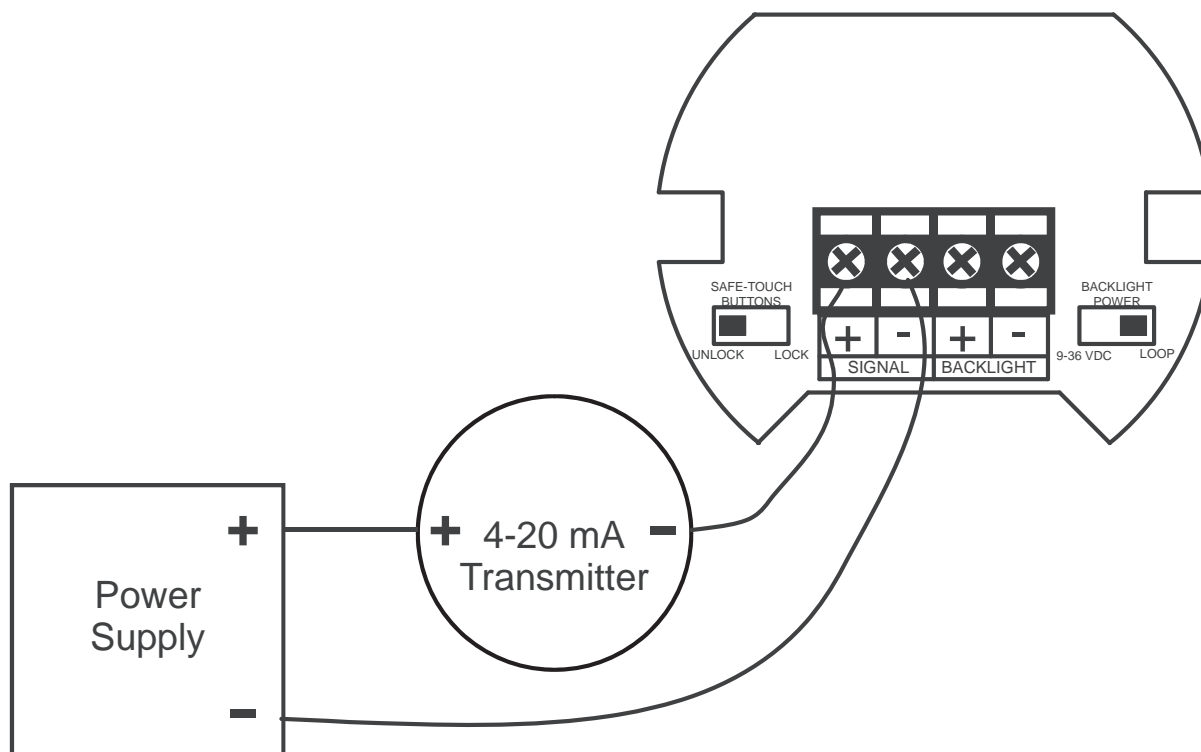 SAFE-TOUCH
BUTTONS
UNLOCK LOCK
+ - + -
SIGNAL BACKLIGHT
BACKLIGHT
POWER
9-36 VDC LOOP
+ 4-20 mA -
Transmitter
+
Power
Supply
-